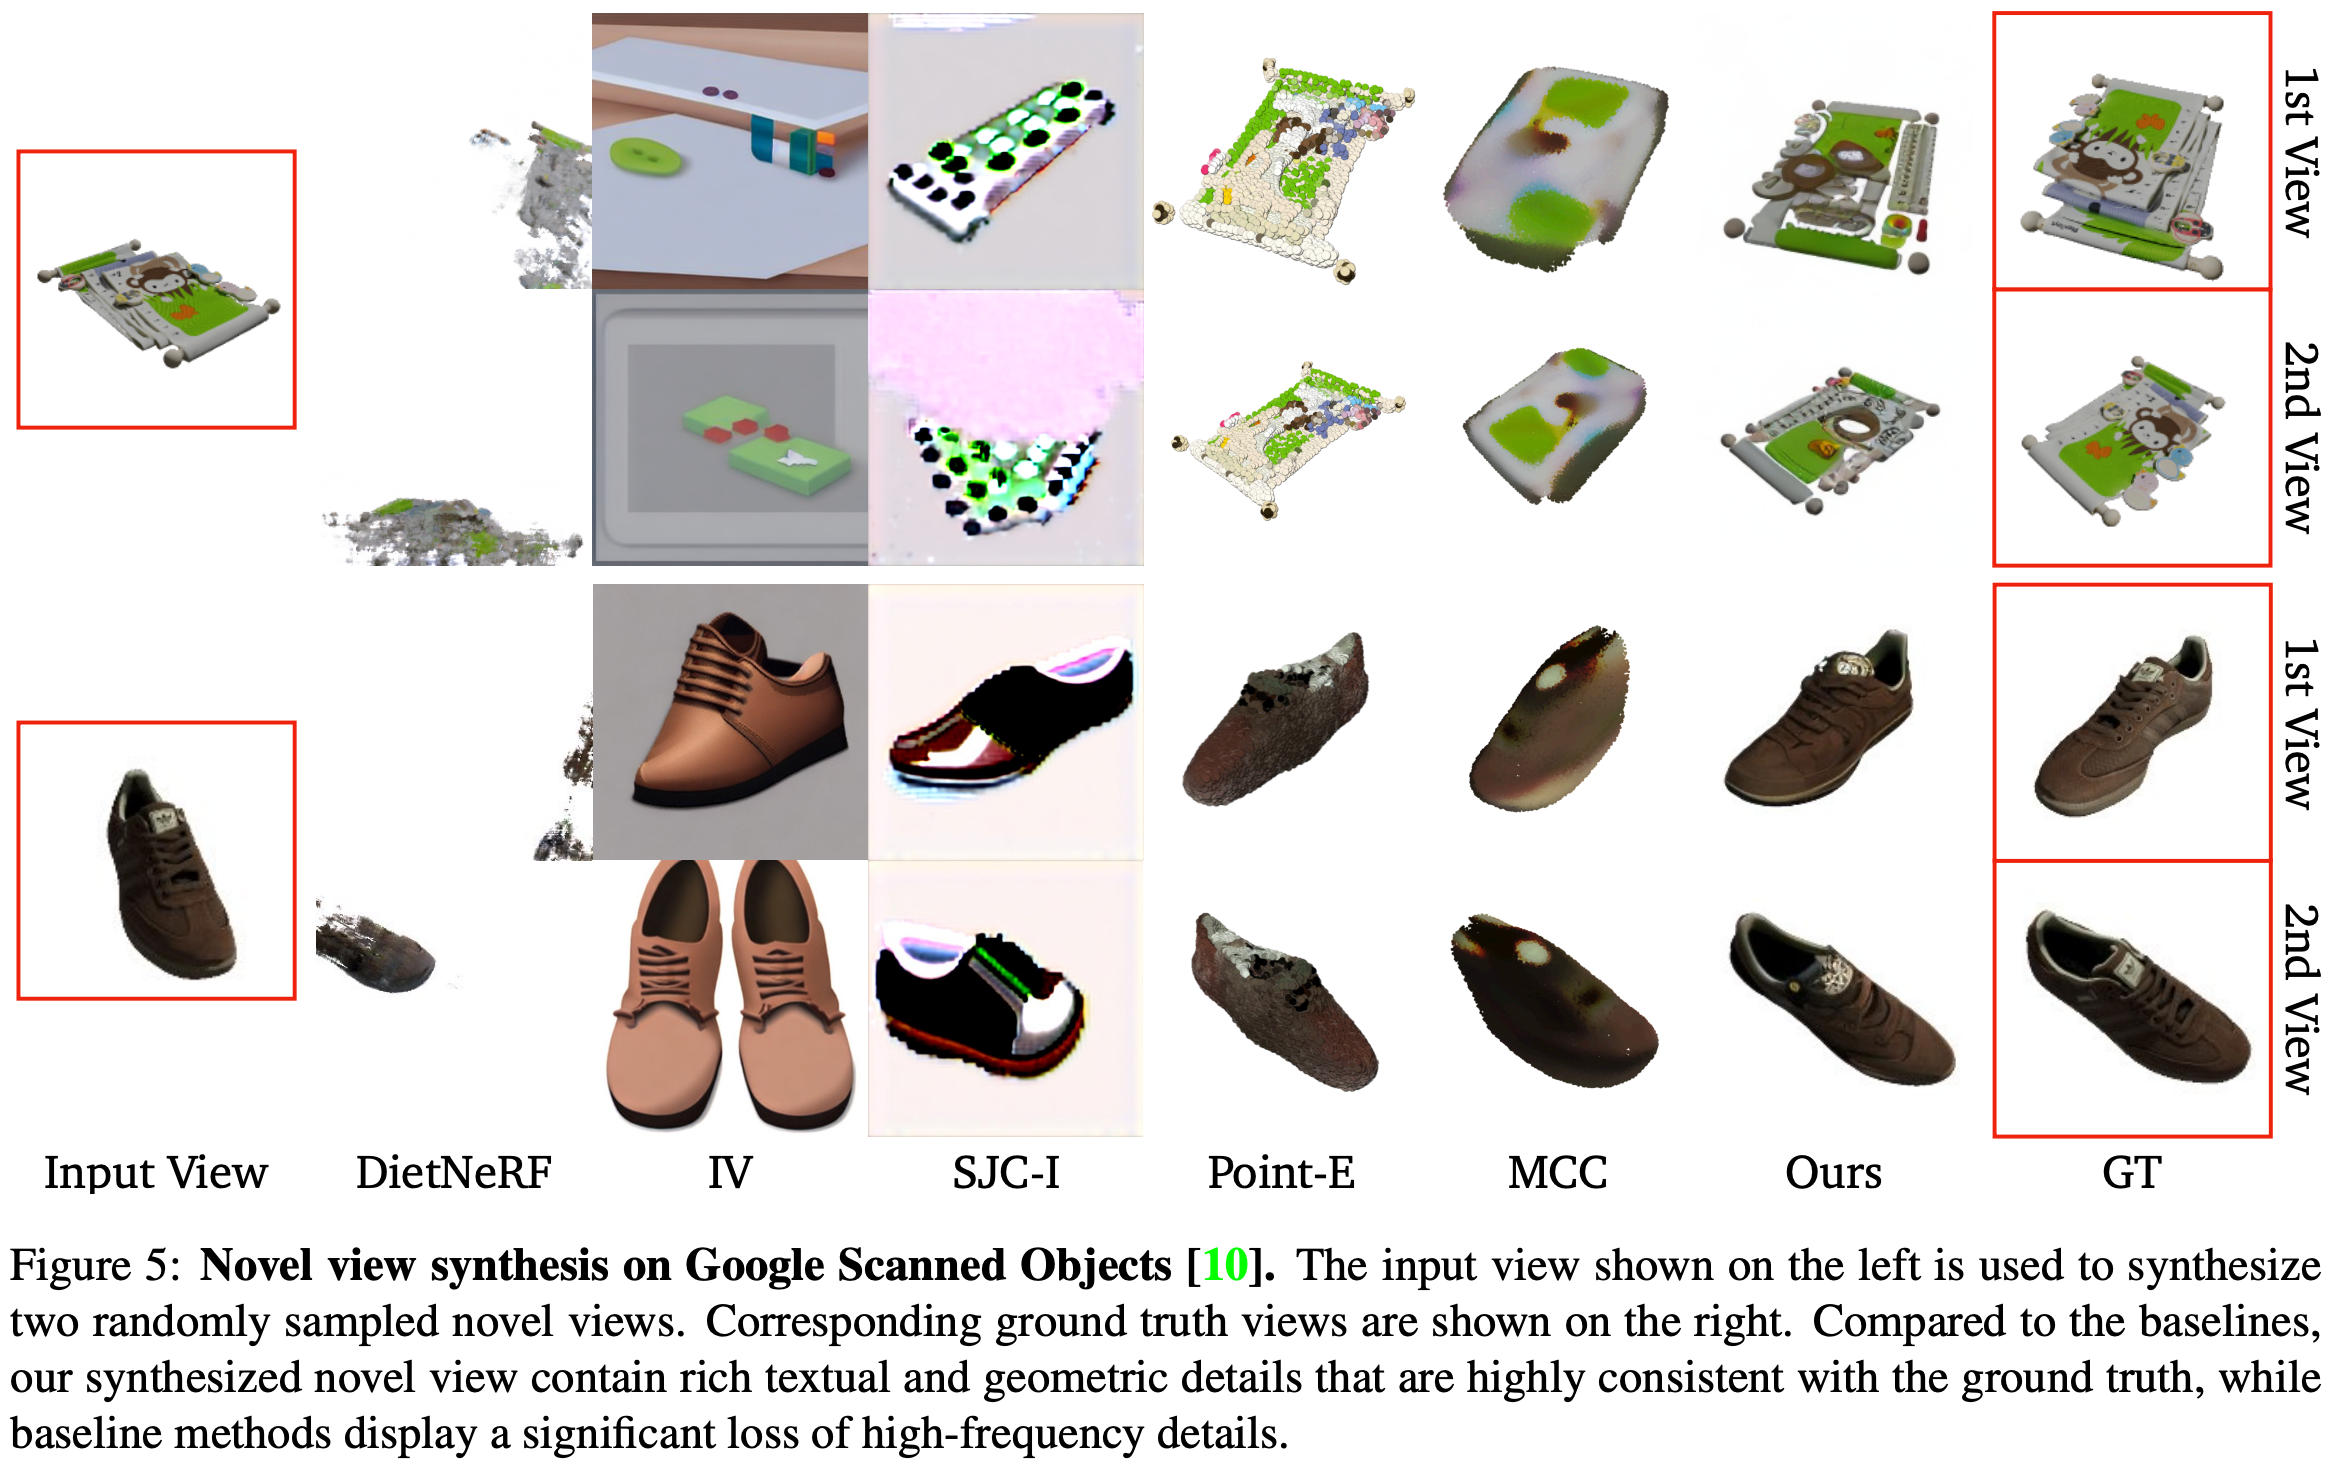 1st View
2nd View
1st View
2nd View
Input View DietNeRF IV SJC-I Point-E MCC Ours GT
Figure 5: Novel view synthesis on Google Scanned Objects [10]. The input view shown on the left is used to synthesize
two randomly sampled novel views. Corresponding ground truth views are shown on the right. Compared to the baselines,
our synthesized novel view contain rich textual and geometric details that are highly consistent with the ground truth, while
baseline methods display a significant loss of high-frequency details.